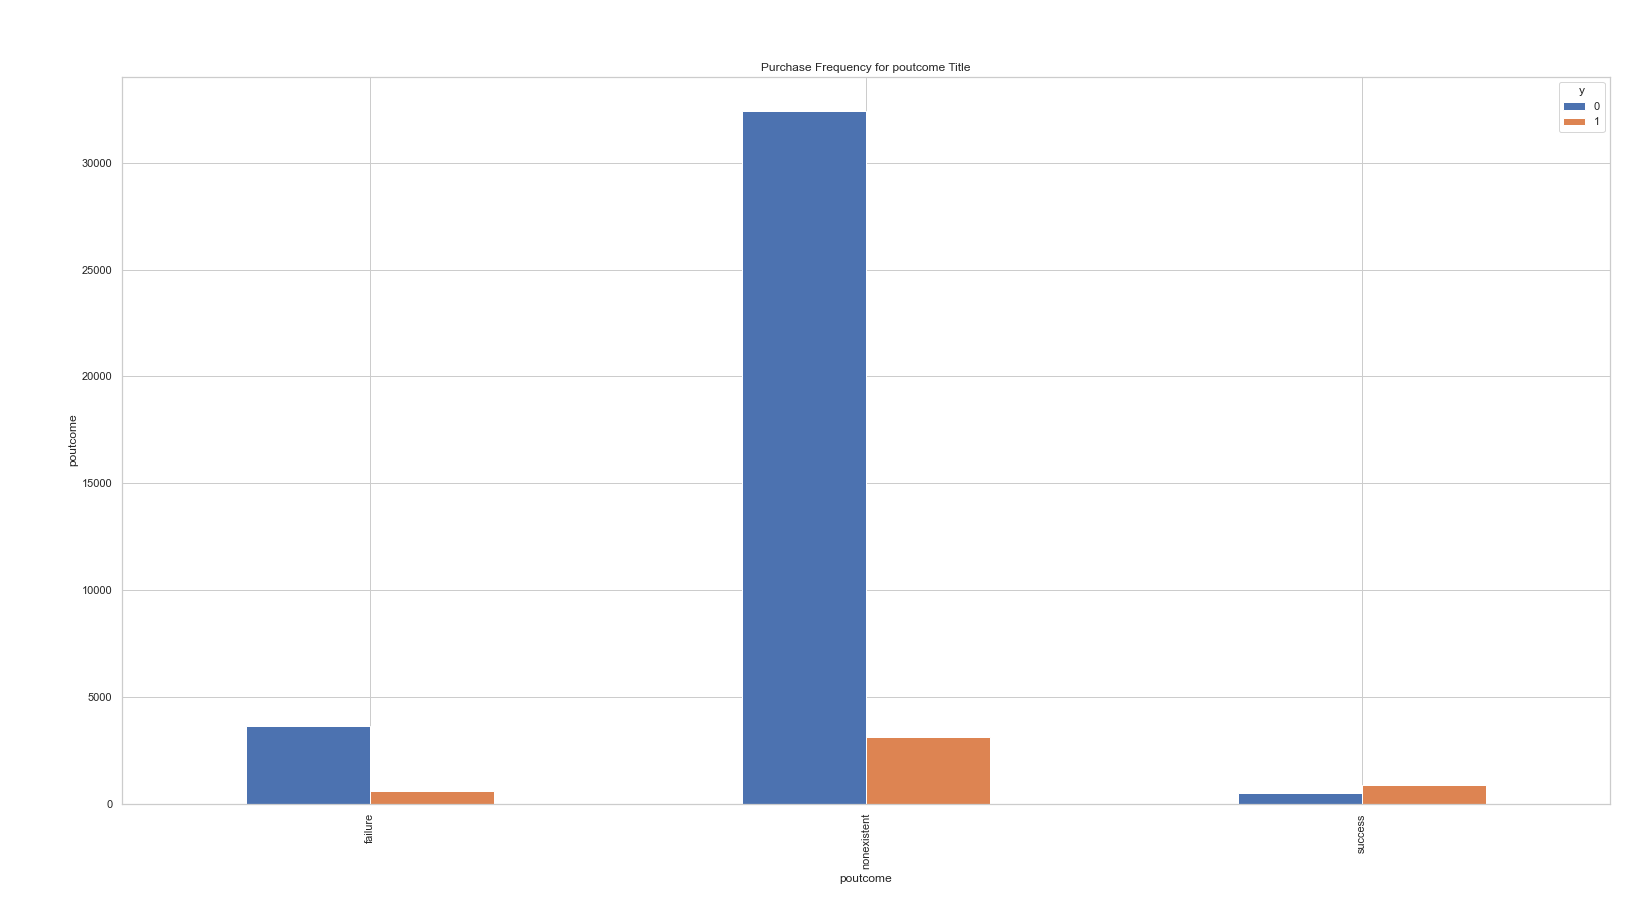 Purchase Frequency for poutcome Title
y
0
1
30000
25000
20000
15000
10000
5000
0
poutcome
failure
nonexistent
success
poutcome